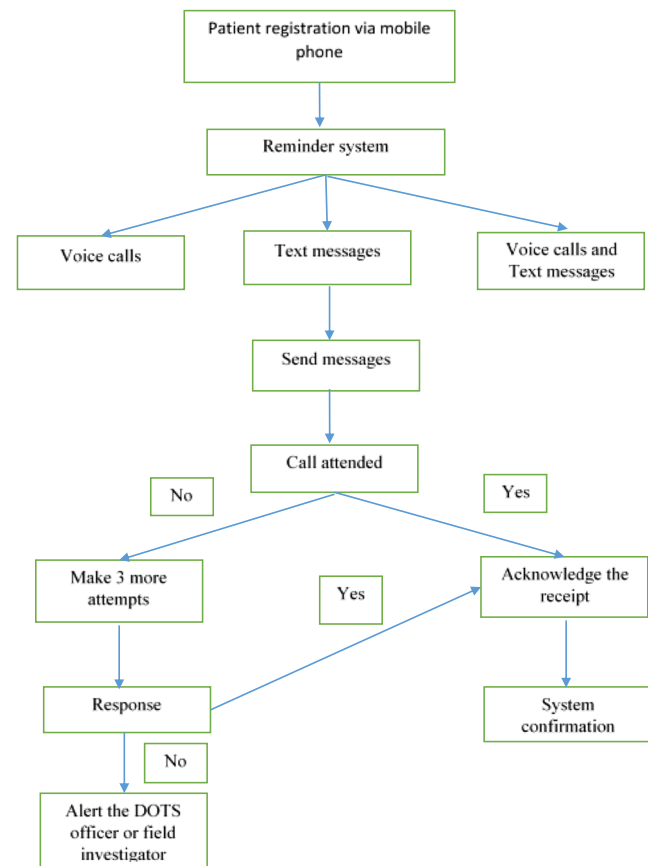 Patient registration via mobile
phone
Reminder system
Voice calls
Text messages
Voice calls and
Text messages
Send messages
Call attended
No
Yes
Make 3 more
attempts
Yes
Acknowledge the
receipt
Response
System
confirmation
No
Alert the DOTS
officer or field
investigator